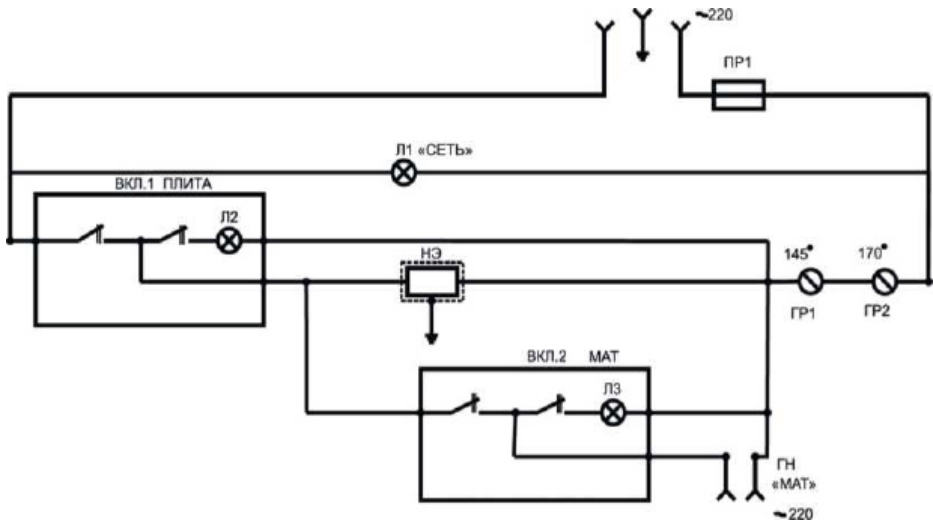 ~220
ПР1
Л1 «СЕТЬ»
ВКЛ.1 ПЛИТА
Л2
НЭ
145°
170°
ГР1
ГР2
ВКЛ.2 МАТ
Л3
ГН
«МАТ»
~220